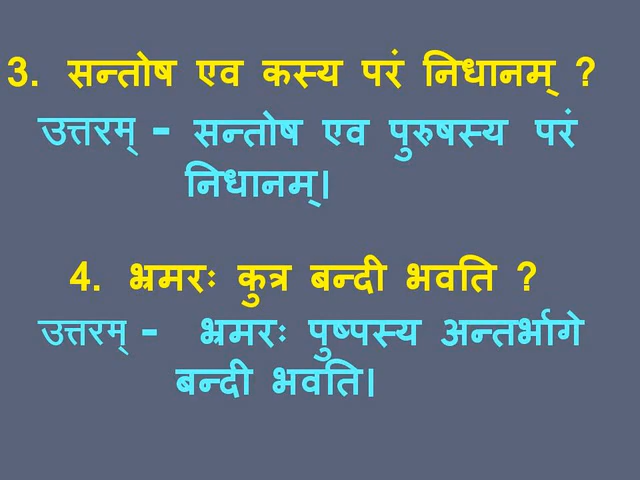 3. सन्तोष एव कस्य परं निधानम् ?
उत्तरम् - सन्तोष एव पुरुषस्य परं
निधानम्।
4. भ्रमरः कुत्र बन्दी भवति ?
उत्तरम् - भ्रमरः पुष्पस्य अन्तर्भागे
बन्दी भवति।